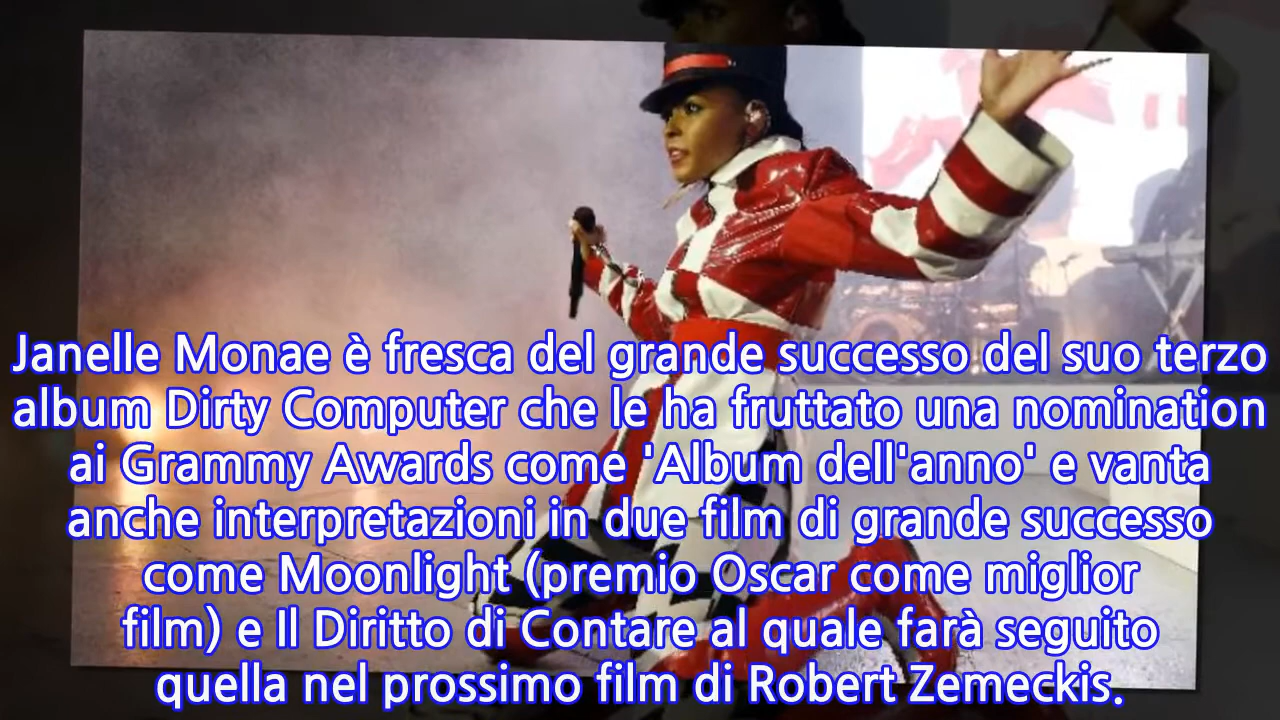 Janelle Monae è fresca del grande successo del suo terzo
album Dirty Computer che le ha fruttato una nomination
ai Grammy Awards come 'Album dell'anno' e vanta
anche interpretazioni in due film di grande successo
come Moonlight (premio Oscar come miglior
film) e Il Diritto di Contare al quale farà seguito
quella nel prossimo film di Robert Zemeckis.